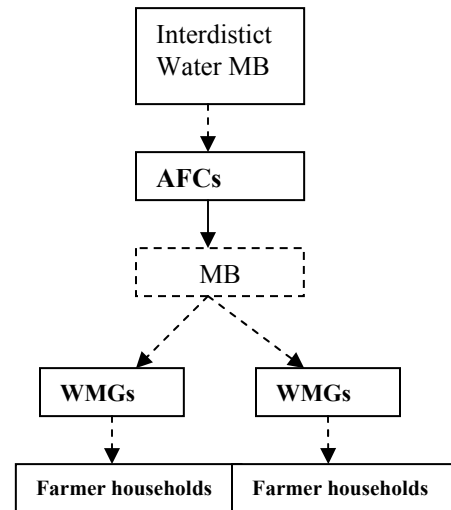 Interdistict
Water MB
AFCs
MB
WMGs WMGs
Farmer households Farmer households